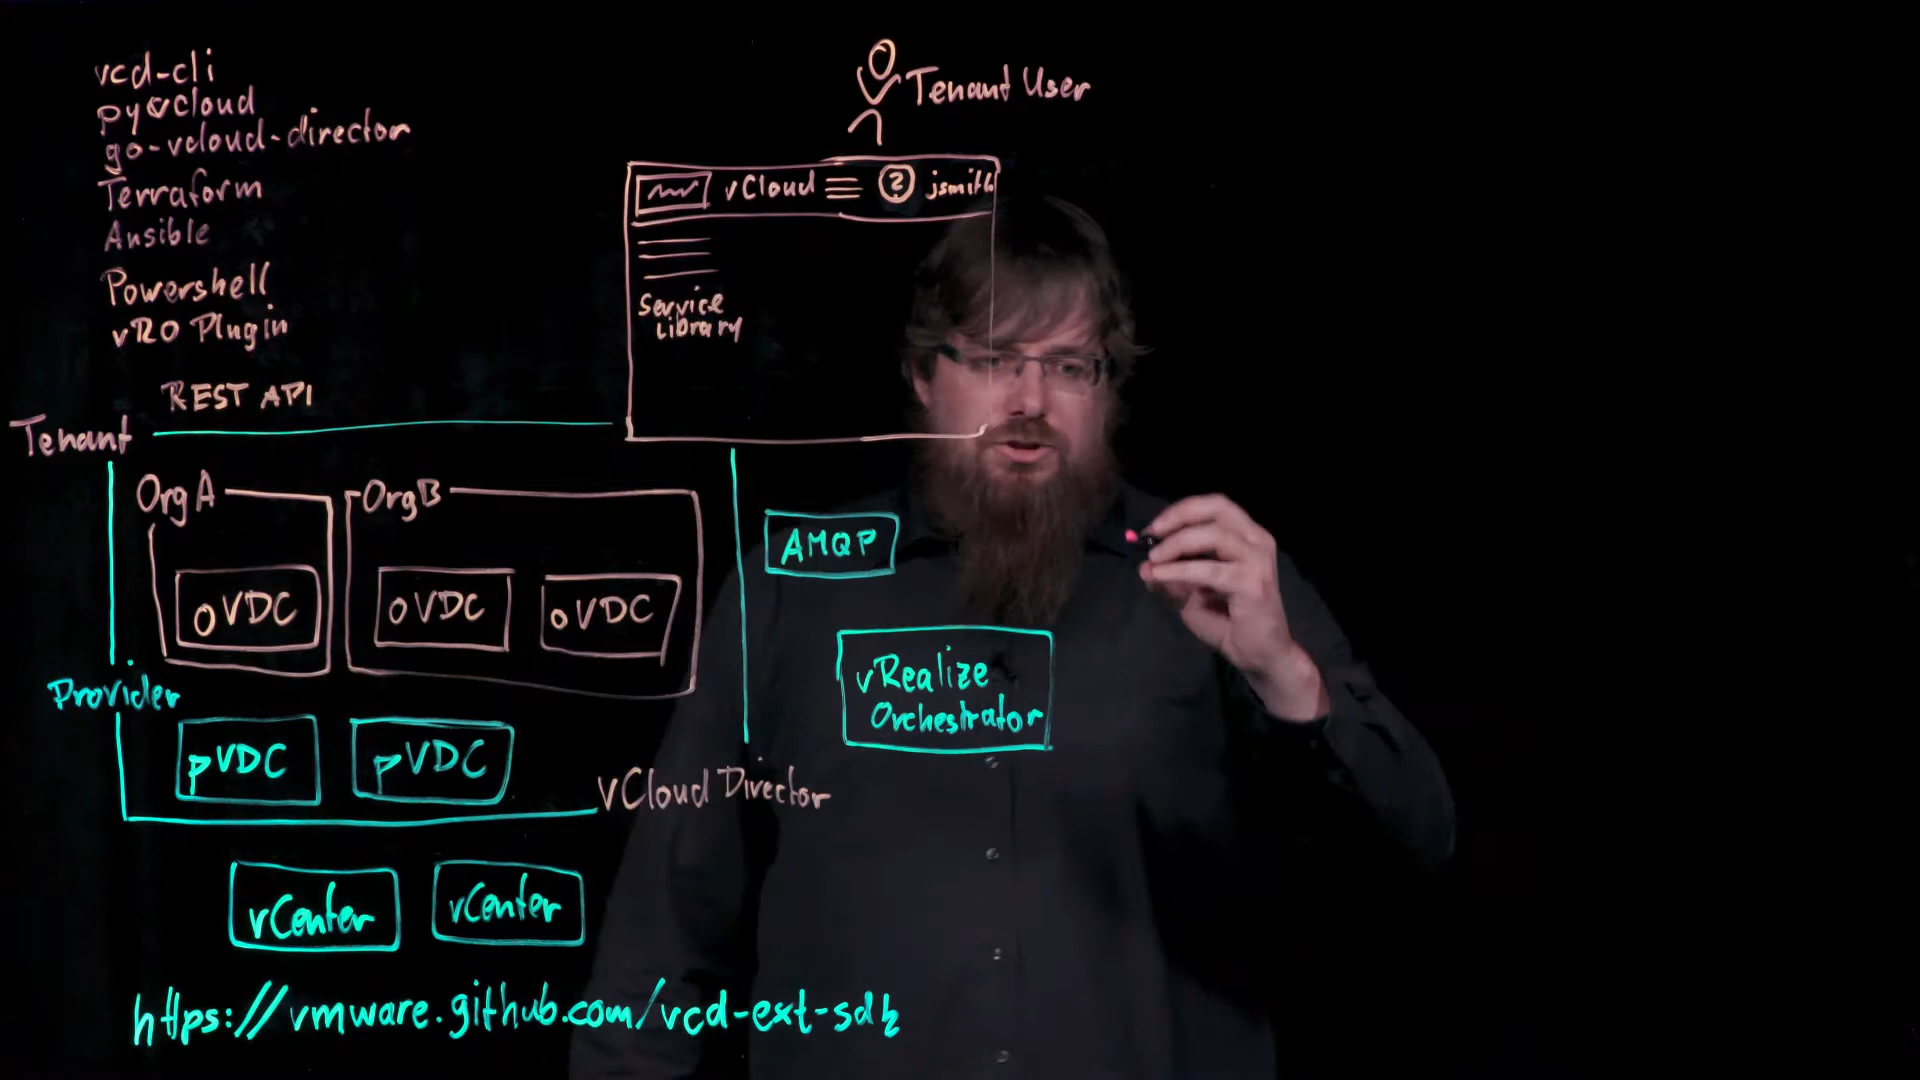 vcd-cli
pyvcloud
go-vcloud-director
Terraform
Ansible
Powershell
vRO Plugin
REST API
Tenant User
vCloud ? jsmith
Service
Library
Tenant
OrgA
OrgB
oVDC
oVDC
oVDC
AMQP
vRealize
Orchestrator
Provider
pVDC
pVDC
vCloud Director
vCenter
vCenter
https://vmware.github.com/vcd-ext-sdk